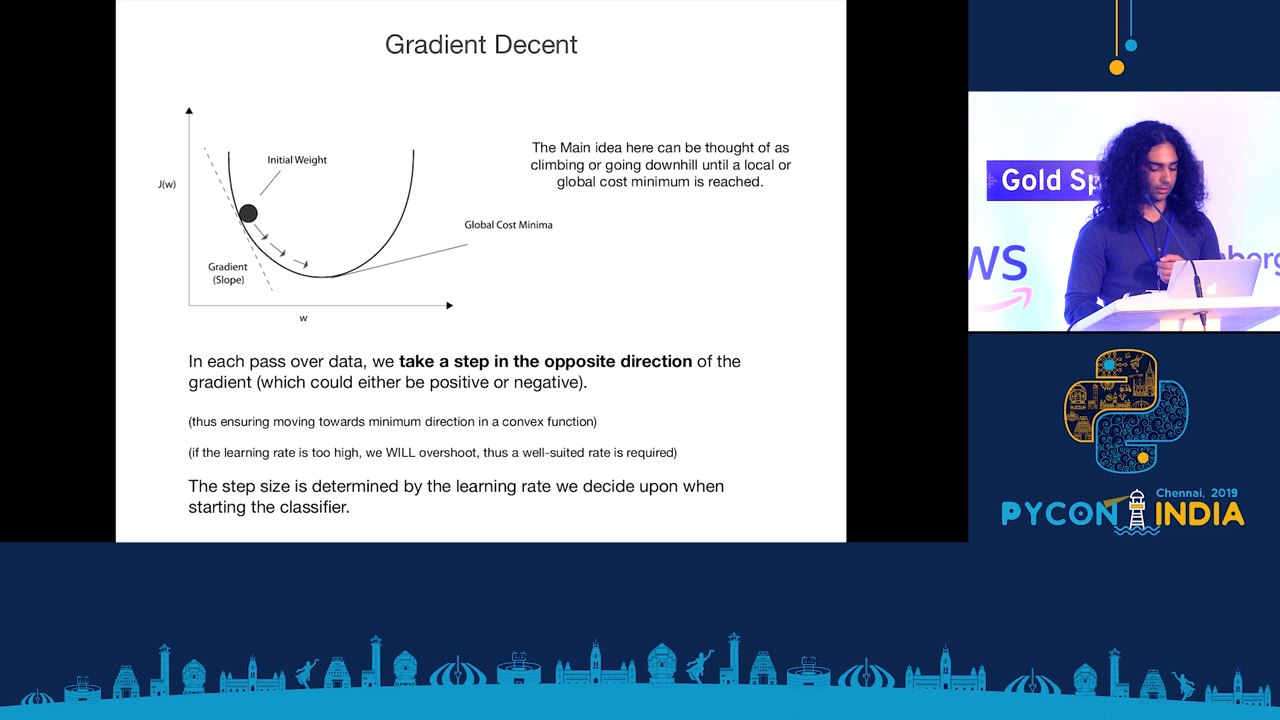 Gradient Decent
Initial Weight
J(w)
Global Cost Minima
Gradient
(Slope)
w
The Main idea here can be thought of as
climbing or going downhill until a local or
global cost minimum is reached.
In each pass over data, we take a step in the opposite direction of the
gradient (which could either be positive or negative).
(thus ensuring moving towards minimum direction in a convex function)
(if the learning rate is too high, we WILL overshoot, thus a well-suited rate is required)
The step size is determined by the learning rate we decide upon when
starting the classifier.
Gold Sp
ws
berg
Chennai, 2019
PYCON INDIA